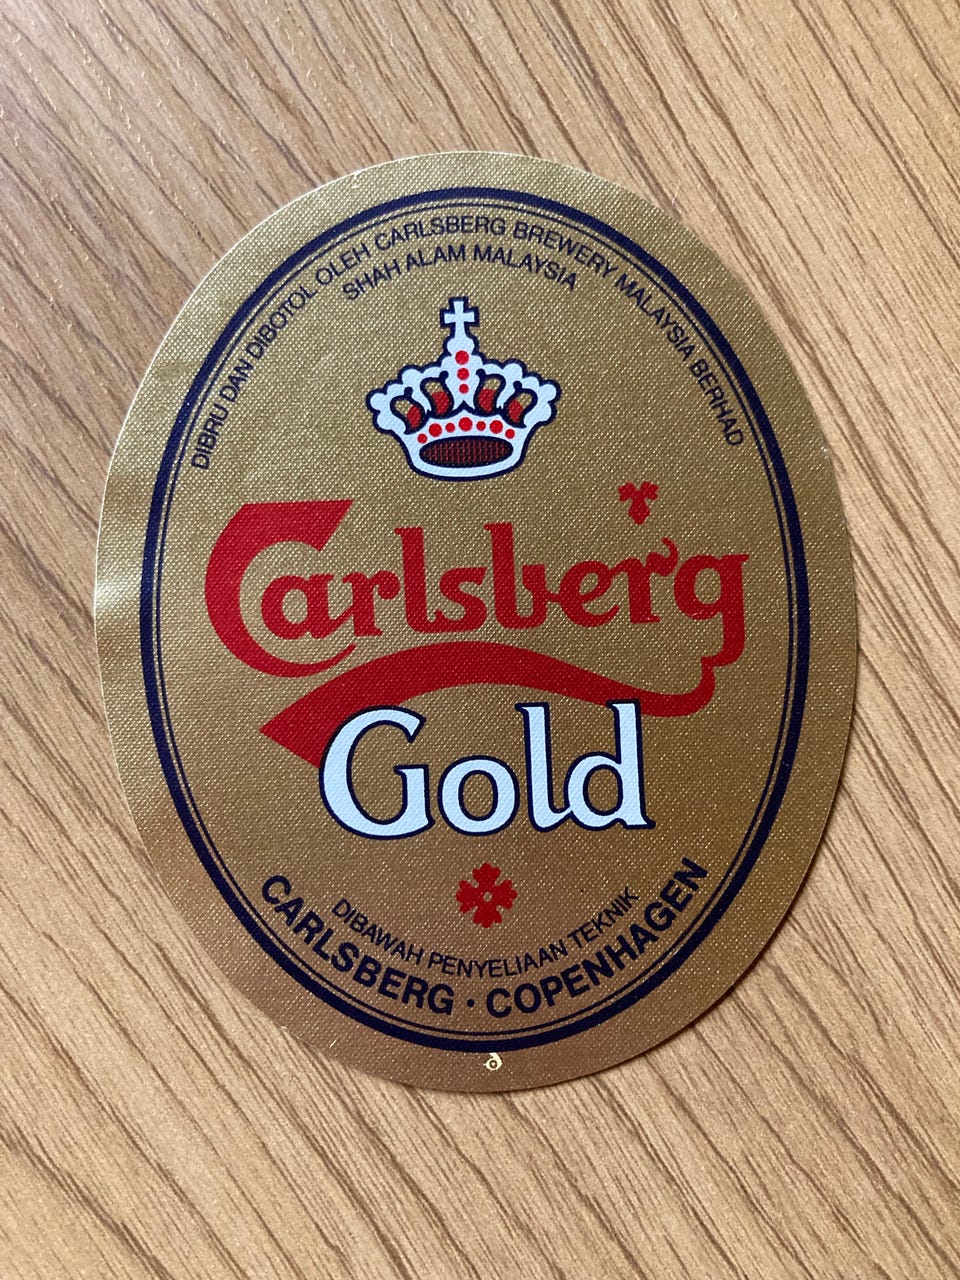 DIBRU DAN DIBOTOL OLEH CARLSBERG BREWERY MALAYSIA BERHAD
SHAH ALAM MALAYSIA
Carlsberg
Gold
DIBAWAH PENYELIAAN TEKNIK
CARLSBERG · COPENHAGEN